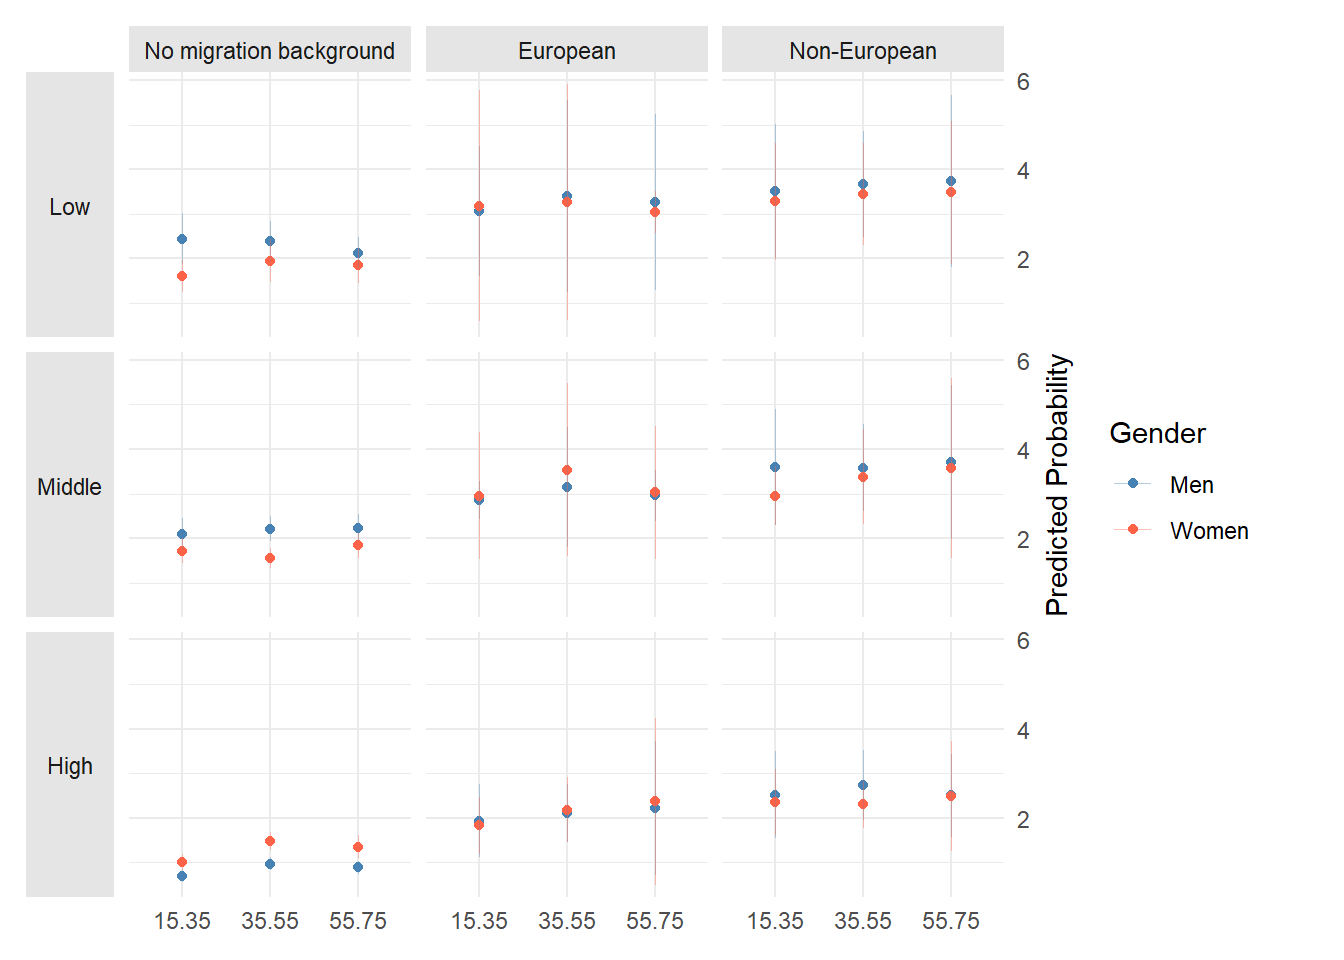 No migration background
European
Non-European
Low
6
4
2
Middle
6
4
2
High
6
4
2
15.35 35.55 55.75
15.35 35.55 55.75
15.35 35.55 55.75
Predicted Probability
Gender
Men
Women